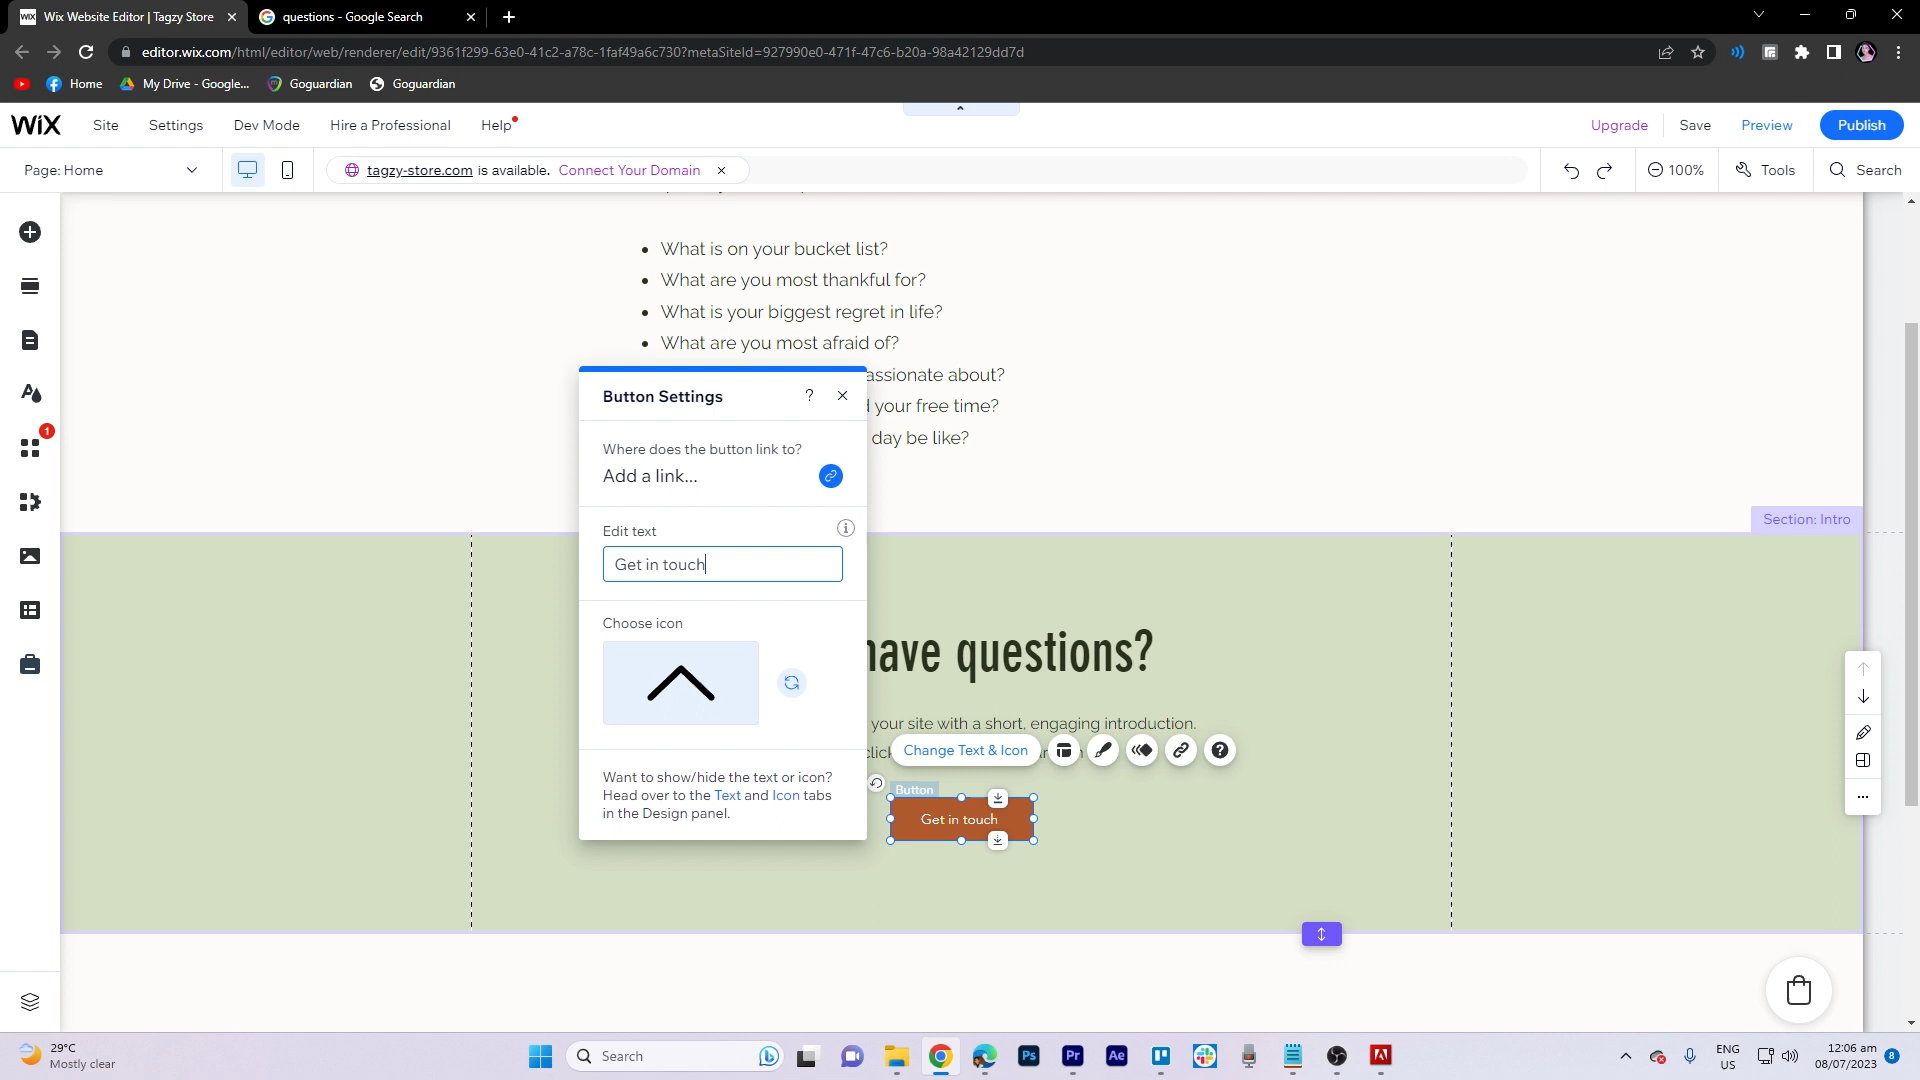 Wix Website Editor | Tagzy Store
questions - Google Search
editor.wix.com/html/editor/web/renderer/edit/9361f299-63e0-41c2-a78c-1faf49a6c730?metaSiteId=927990e0-471f-47c6-b20a-98a42129dd7d
Home
My Drive - Google...
Goguardian
Goguardian
WIX
Site
Settings
Dev Mode
Hire a Professional
Help
Upgrade
Save
Preview
Publish
Page: Home
tagzy-store.com is available. Connect Your Domain
100%
Tools
Search
• What is on your bucket list?
• What are you most thankful for?
• What is your biggest regret in life?
• What are you most afraid of?
assionate about?
your free time?
day be like?
1
Button Settings
?
Where does the button link to?
Add a link...
Edit text
Get in touch
Choose icon
Want to show/hide the text or icon?
Head over to the Text and Icon tabs
in the Design panel.
Section: Intro
have questions?
your site with a short, engaging introduction.
Change Text & Icon
Button
Get in touch
29°C
Mostly clear
Search
Ps
Pr
Ae
ENG
US
12:06 am
08/07/2023
8